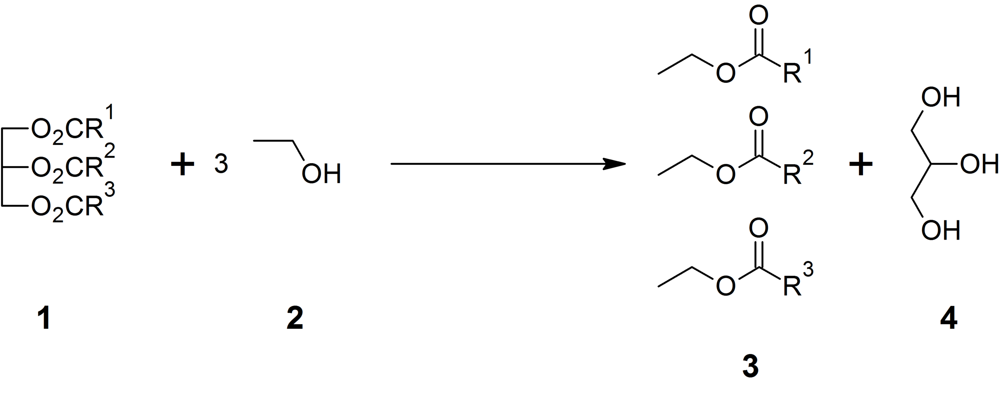 O
O R1
OH
O2CR1
O
O2CR2 + 3 OH O R2 + OH
O2CR3
OH
O
O R3
1 2 4
3